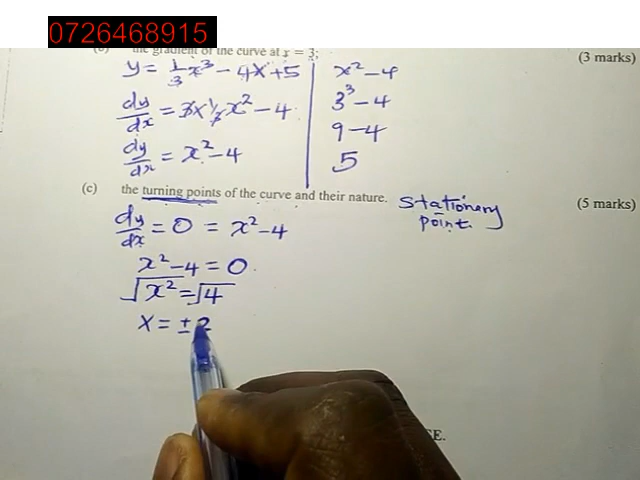 0726468915
the gradient of the curve at x = 3;
(3 marks)
y = 1/3 x³ - 4x + 5
dy/dx = 3x 1/3 x² - 4
dy/dx = x² - 4
x² - 4
3³ - 4
9 - 4
5
(c) the turning points of the curve and their nature.
(5 marks)
Stationary
point.
dy/dx = 0 = x² - 4
x² - 4 = 0
√x² = √4
x = ± 2